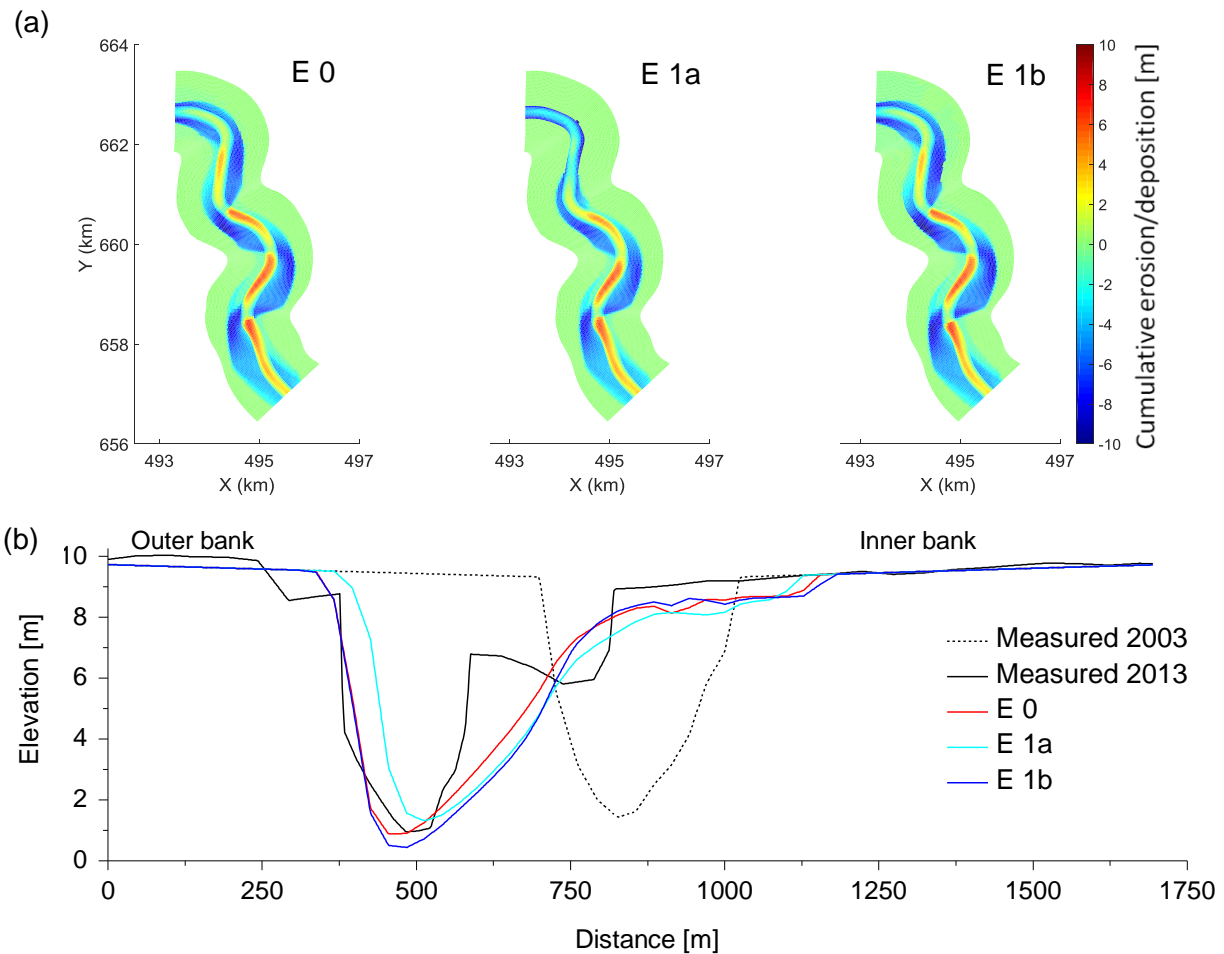 (a)
E 0
E 1a
E 1b
664
662
660
658
656
Y (km)
493
495
497
X (km)
493
495
497
X (km)
493
495
497
X (km)
10
8
6
4
2
0
-2
-4
-6
-8
-10
Cumulative erosion/deposition [m]
(b)
Outer bank
Inner bank
10
8
6
4
2
0
Elevation [m]
Measured 2003
Measured 2013
E 0
E 1a
E 1b
0
250
500
750
1000
1250
1500
1750
Distance [m]